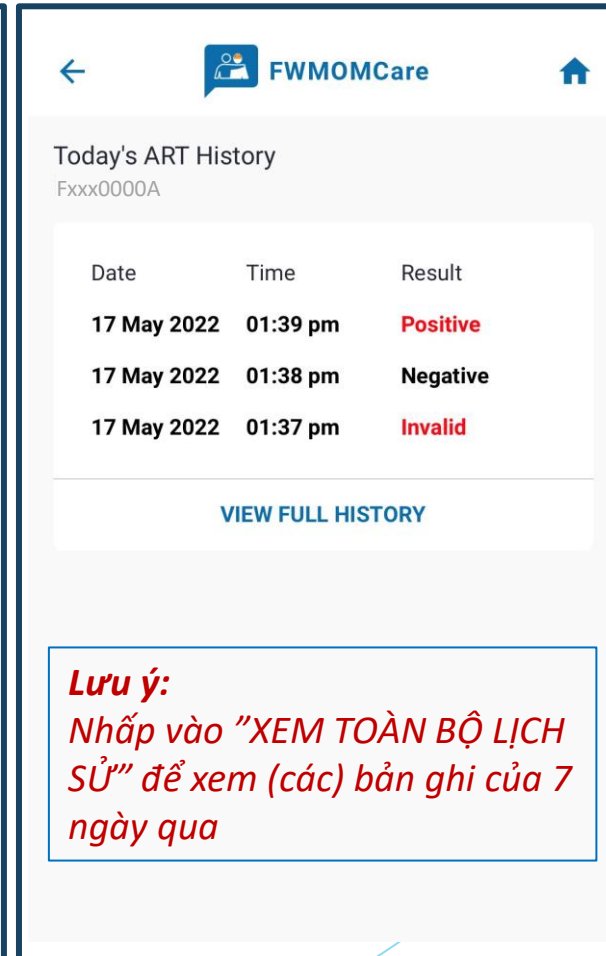 FWMOMCare
Today's ART History
Fxxx0000A
Date Time Result
17 May 2022 01:39 pm Positive
17 May 2022 01:38 pm Negative
17 May 2022 01:37 pm Invalid
VIEW FULL HISTORY
Lưu ý:
Nhấp vào ”XEM TOÀN BỘ LỊCH
SỬ” để xem (các) bản ghi của 7
ngày qua